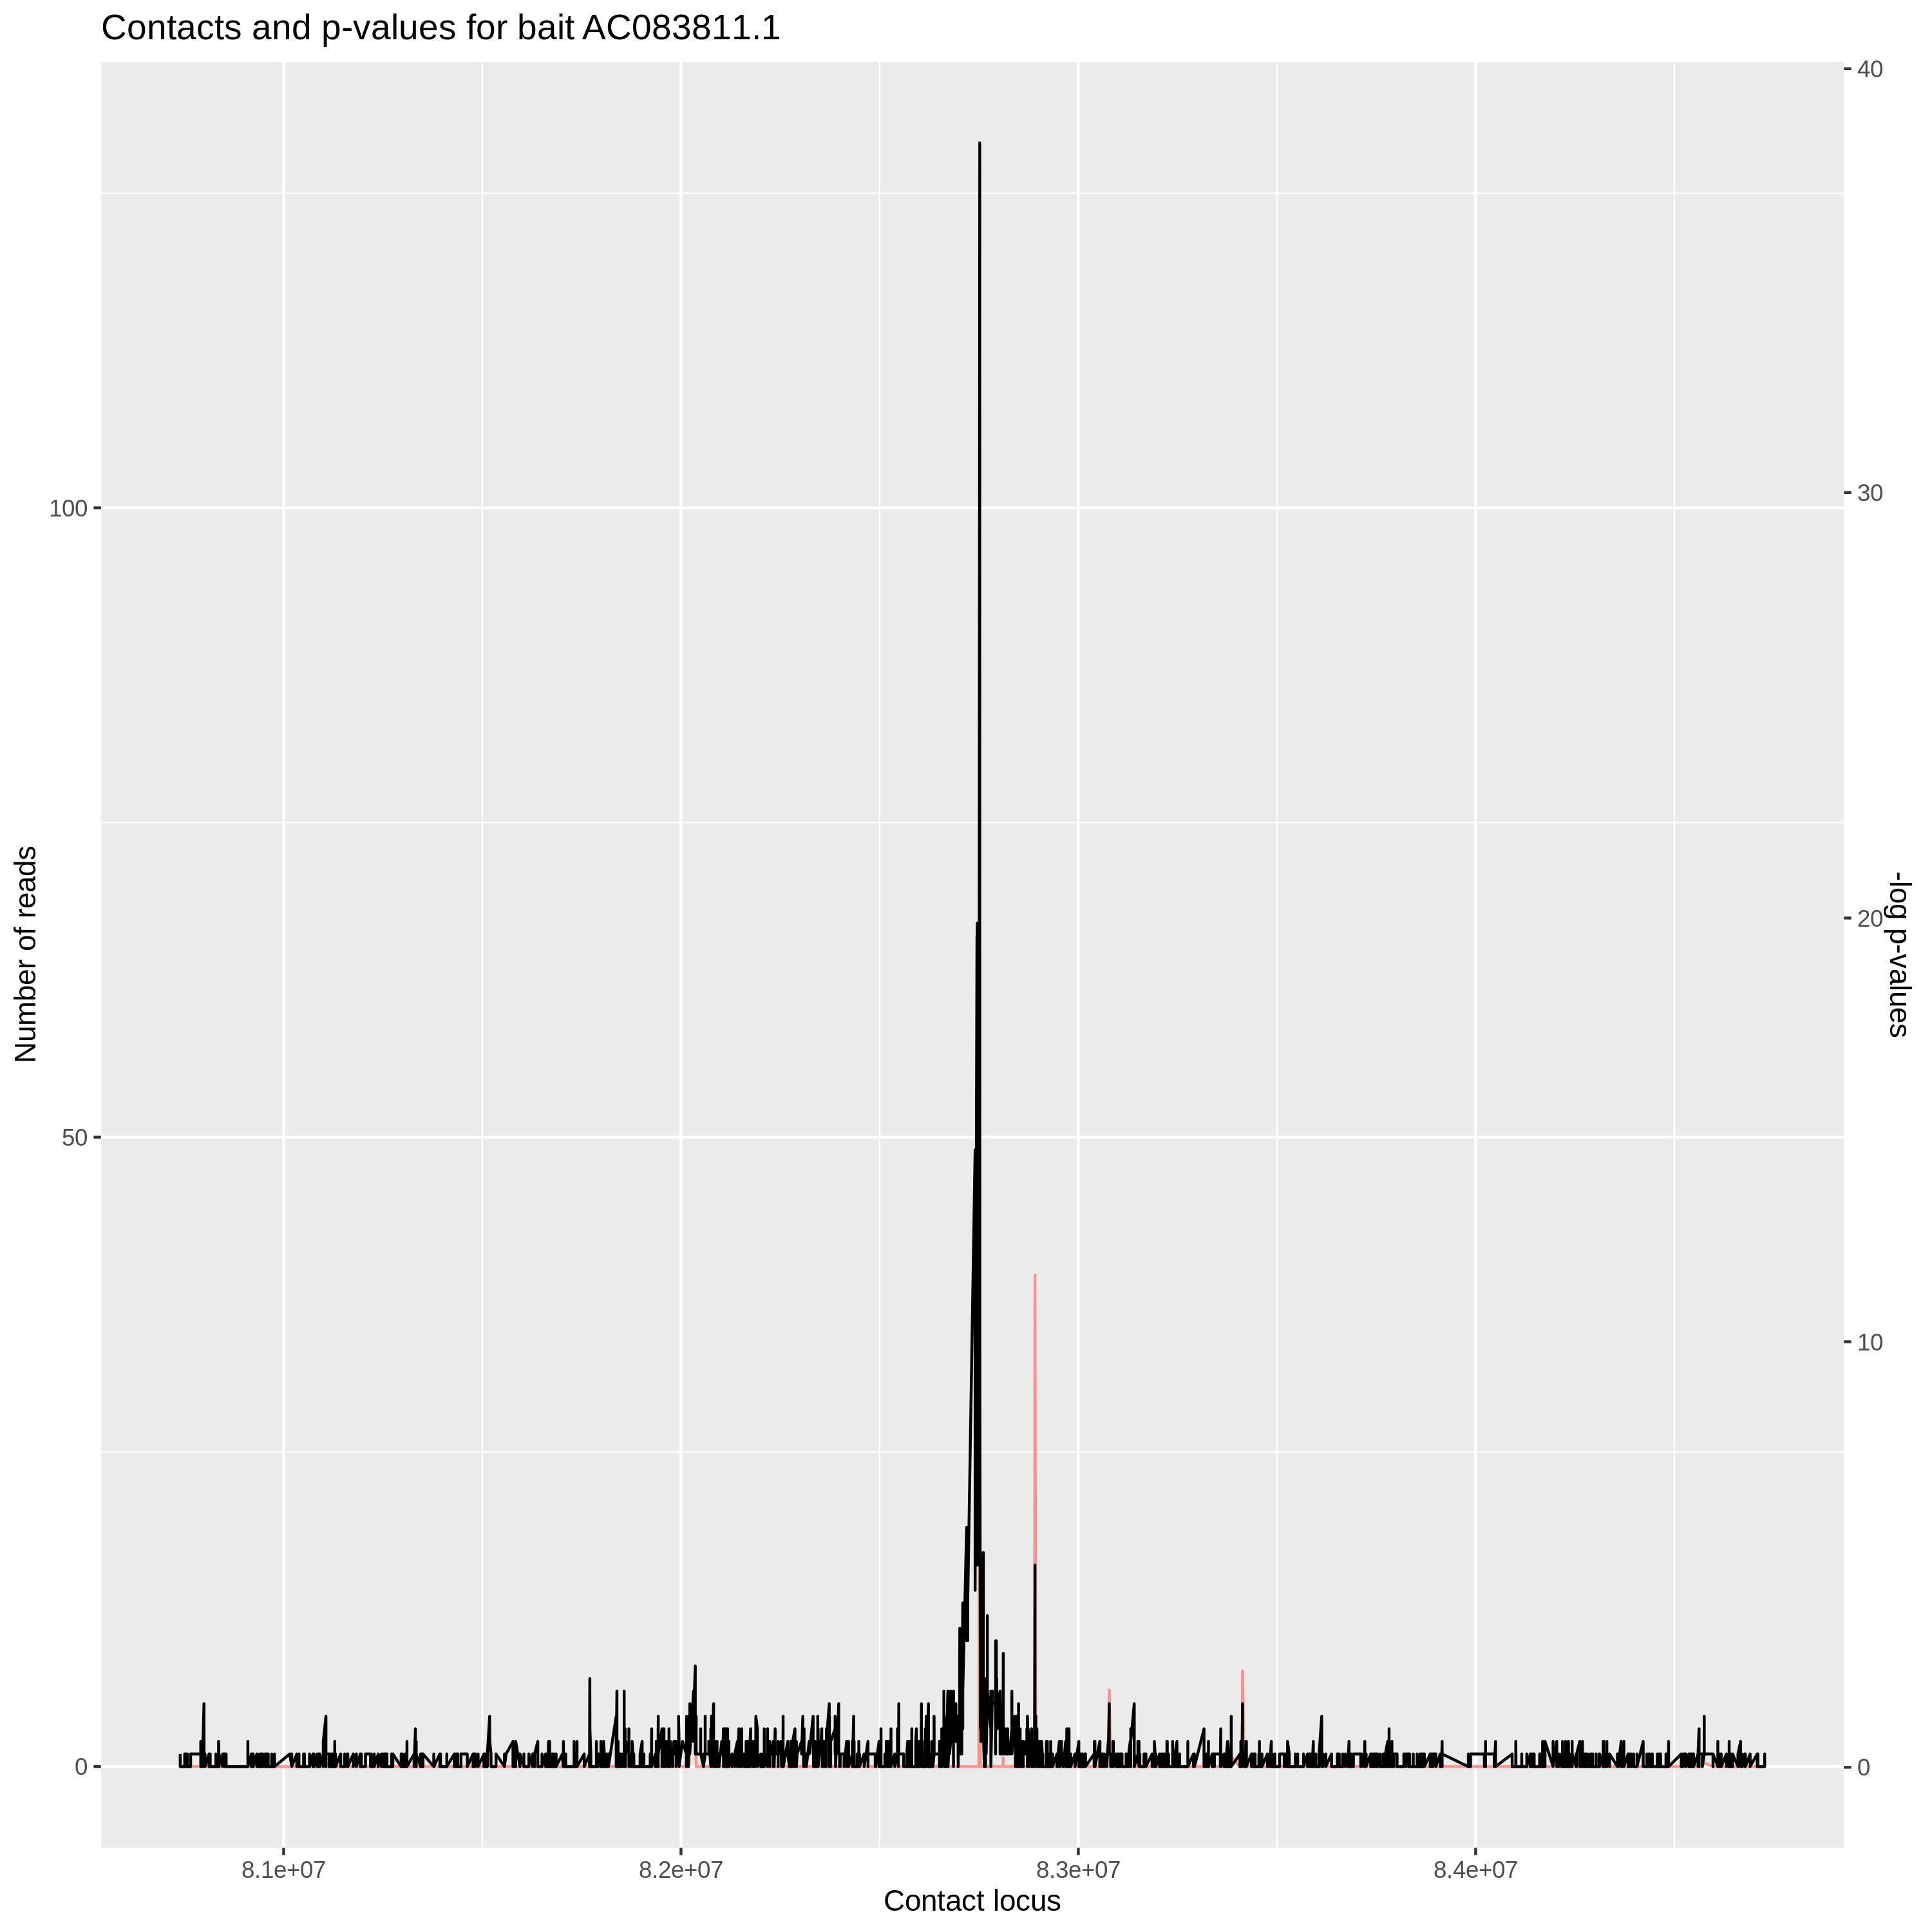 Contacts and p-values for bait AC083811.1
Number of reads
100
50
0
40
30
20
10
0
-log p-values
8.1e+07 8.2e+07 8.3e+07 8.4e+07
Contact locus